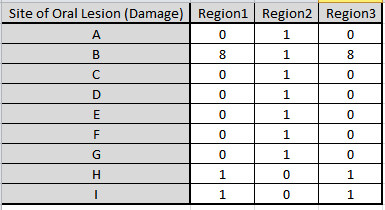 Site of Oral Lesion (Damage) Region1 Region2 Region3
A 0 1 0
B 8 1 8
C 0 1 0
D 0 1 0
E 0 1 0
F 0 1 0
G 0 1 0
H 1 0 1
I 1 0 1